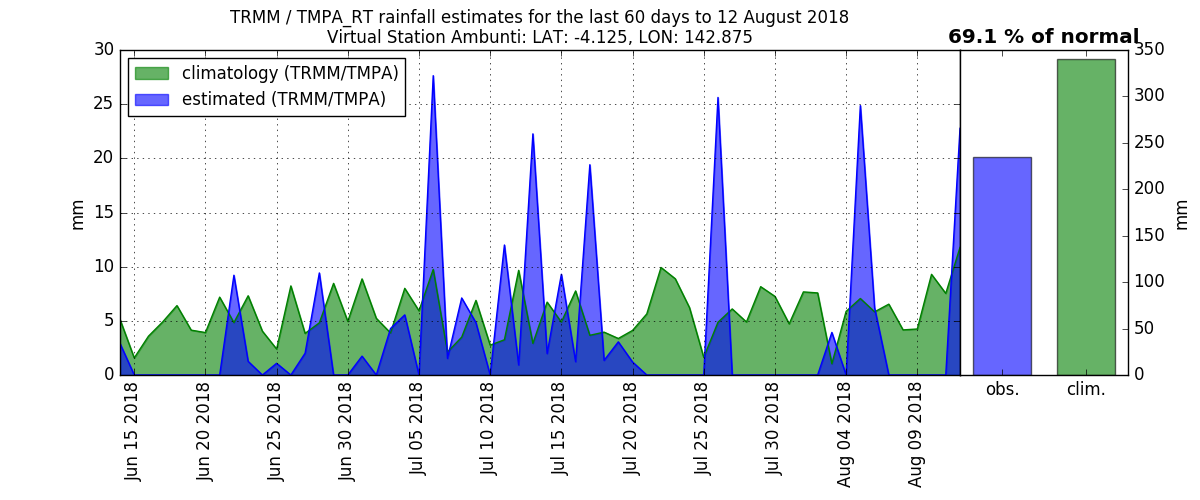 TRMM / TMPA_RT rainfall estimates for the last 60 days to 12 August 2018
Virtual Station Ambunti: LAT: -4.125, LON: 142.875
69.1 % of normal
climatology (TRMM/TMPA)
estimated (TRMM/TMPA)
30
25
20
15
10
5
0
mm
Jun 15 2018
Jun 20 2018
Jun 25 2018
Jun 30 2018
Jul 05 2018
Jul 10 2018
Jul 15 2018
Jul 20 2018
Jul 25 2018
Jul 30 2018
Aug 04 2018
Aug 09 2018
obs.
clim.
350
300
250
200
150
100
50
0
mm